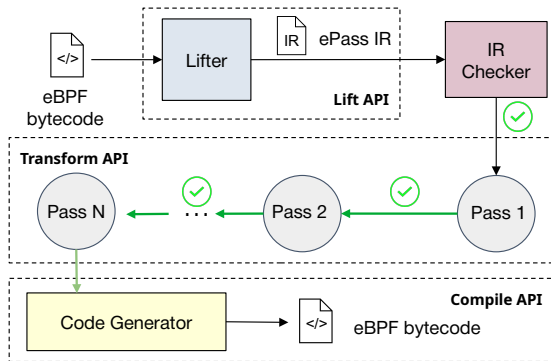 </>
eBPF
bytecode
Lifter
IR
ePass IR
Lift API
IR
Checker
Transform API
Pass N
...
Pass 2
Pass 1
Code Generator
</>
eBPF bytecode
Compile API